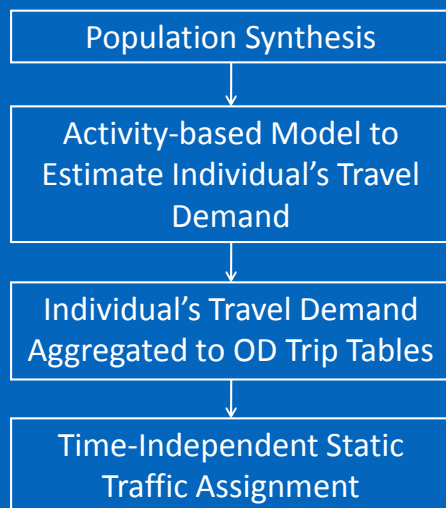 Population Synthesis
Activity-based Model to
Estimate Individual’s Travel
Demand
Individual’s Travel Demand
Aggregated to OD Trip Tables
Time-Independent Static
Traffic Assignment